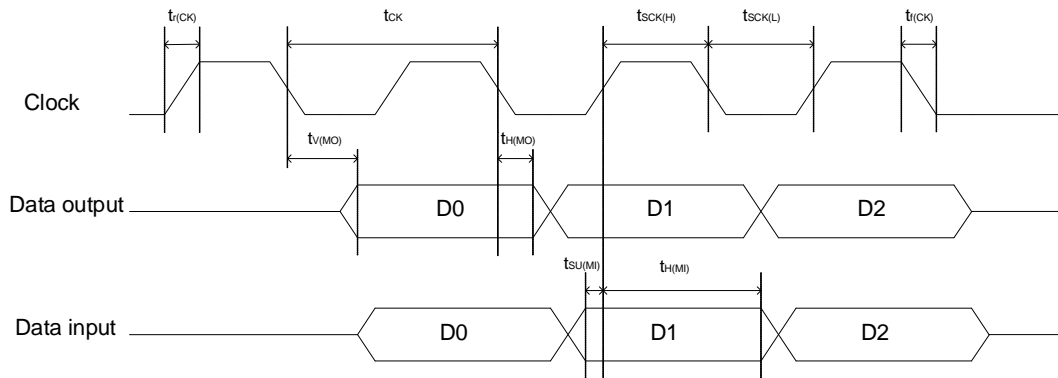 tr(CK) tCK tSCK(H) tSCK(L) tf(CK)
Clock
tV(MO) tH(MO)
Data output D0 D1 D2
tSU(MI) tH(MI)
Data input D0 D1 D2